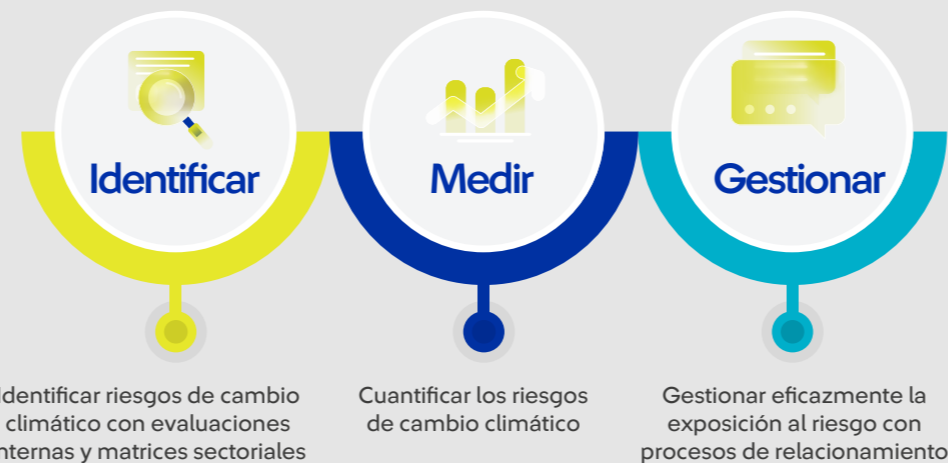 Identificar
Medir
Gestionar
Identificar riesgos de cambio
climático con evaluaciones
internas y matrices sectoriales
Cuantificar los riesgos
de cambio climático
Gestionar eficazmente la
exposición al riesgo con
procesos de relacionamiento